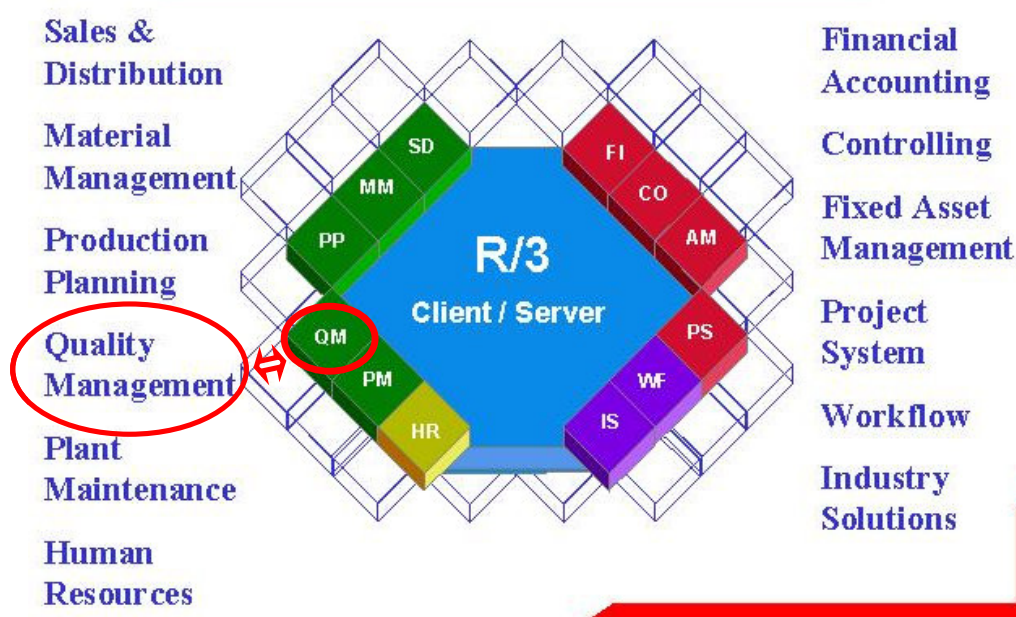 Sales &
Distribution
Material
Management
Production
Planning
Quality
Management
Plant
Maintenance
Human
Resources
SD
MM
PP
QM
PM
HR
R/3
Client / Server
FI
CO
AM
PS
WF
IS
Financial
Accounting
Controlling
Fixed Asset
Management
Project
System
Workflow
Industry
Solutions